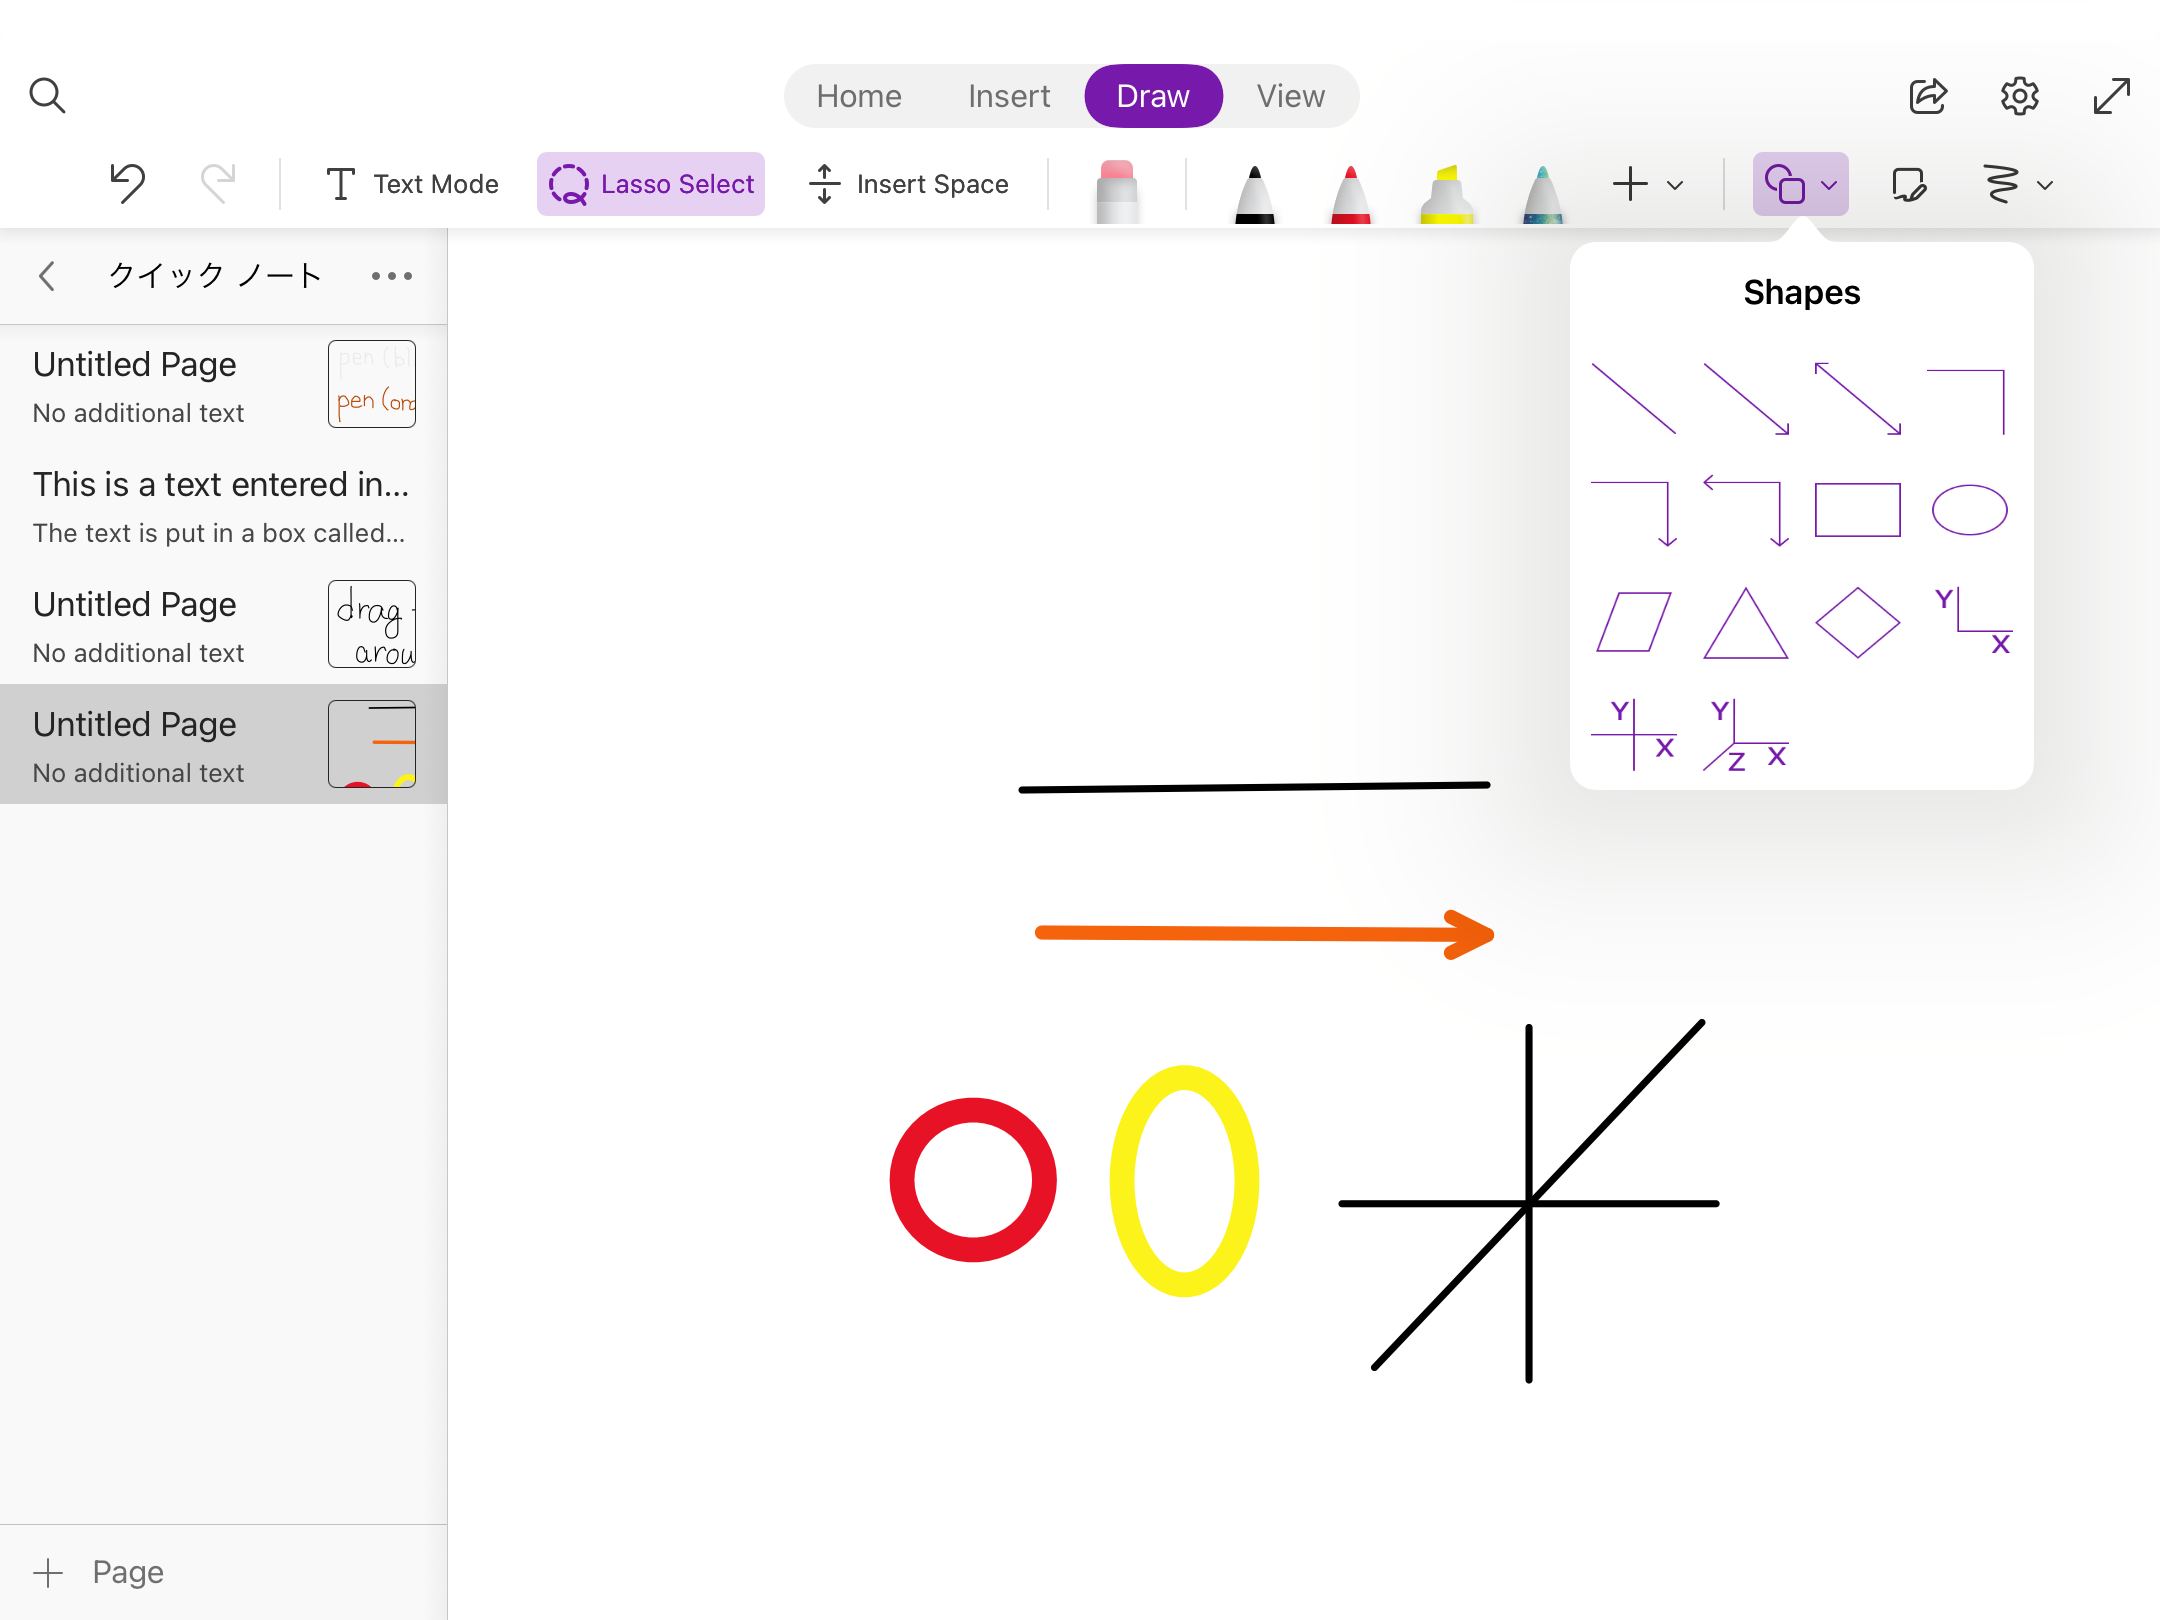 Home Insert Draw View
Text Mode Lasso Select Insert Space
クイック ノート
Shapes
Untitled Page
No additional text
pen (bl
pen (ora
This is a text entered in...
The text is put in a box called...
Untitled Page
No additional text
drag
arou
Untitled Page
No additional text
Y
X
Y
X
Y
Z
X
Page